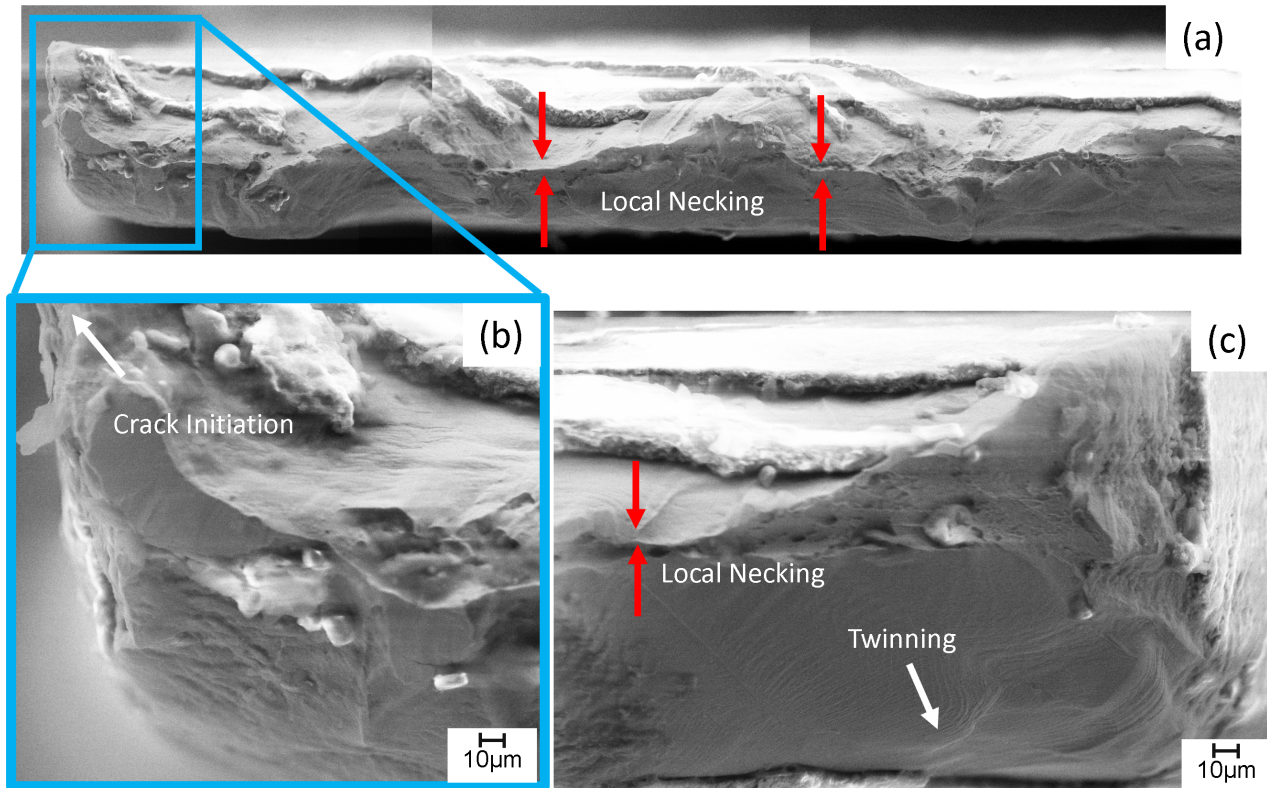 (a)
Local Necking
(b)
Crack Initiation
10µm
(c)
Local Necking
Twinning
10µm